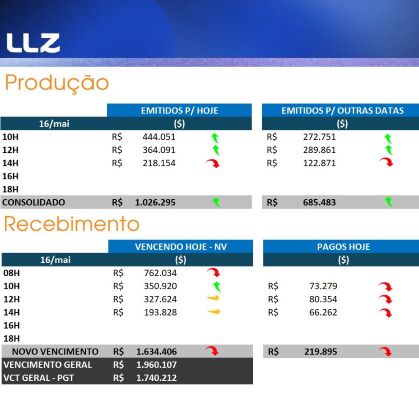 LLZ
Produção
EMITIDOS P/ HOJE EMITIDOS P/ OUTRAS DATAS
16/mai ($) ($)
10H R$ 444.051 R$ 272.751
12H R$ 364.091 R$ 289.861
14H R$ 218.154 R$ 122.871
16H
18H
CONSOLIDADO R$ 1.026.295 R$ 685.483
Recebimento
VENCENDO HOJE - NV PAGOS HOJE
16/mai ($) ($)
08H R$ 762.034
10H R$ 350.920 R$ 73.279
12H R$ 327.624 R$ 80.354
14H R$ 193.828 R$ 66.262
16H
18H
NOVO VENCIMENTO R$ 1.634.406 R$ 219.895
VENCIMENTO GERAL R$ 1.960.107
VCT GERAL - PGT R$ 1.740.212